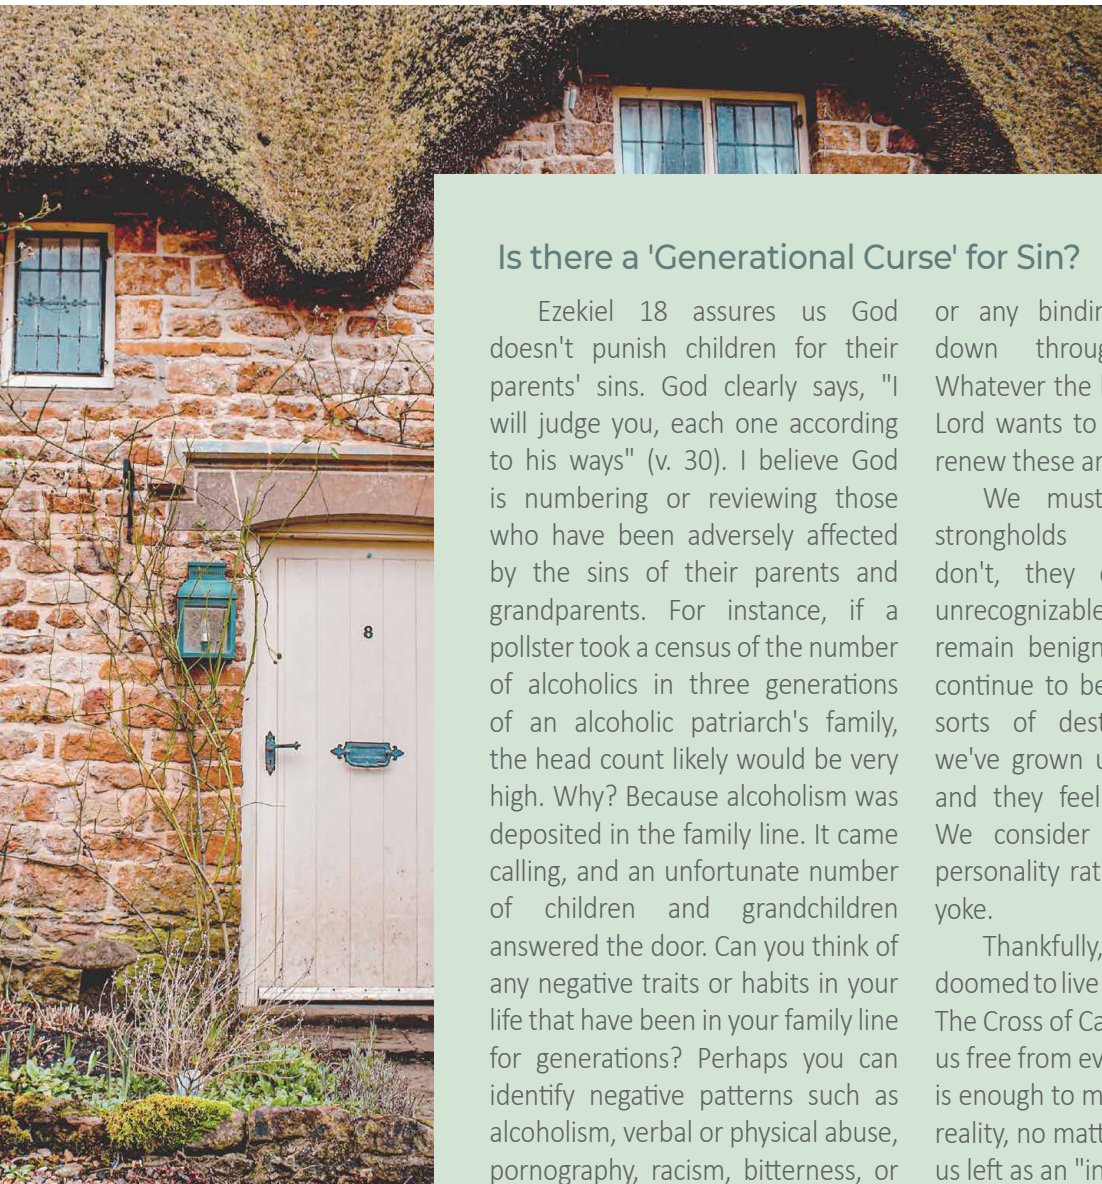 8
Is there a 'Generational Curse' for Sin?
Ezekiel 18 assures us God
doesn't punish children for their
parents' sins. God clearly says, "I
will judge you, each one according
to his ways" (v. 30). I believe God
is numbering or reviewing those
who have been adversely affected
by the sins of their parents and
grandparents. For instance, if a
pollster took a census of the number
of alcoholics in three generations
of an alcoholic patriarch's family,
the head count likely would be very
high. Why? Because alcoholism was
deposited in the family line. It came
calling, and an unfortunate number
of children and grandchildren
answered the door. Can you think of
any negative traits or habits in your
life that have been in your family line
for generations? Perhaps you can
identify negative patterns such as
alcoholism, verbal or physical abuse,
pornography, racism, bitterness, or
or any
down
Whatever the
Lord wants to
renew these
We must
strongholds
don't, they
unrecognizable
remain benign
continue to
sorts of
we've grown
and they feel
We consider
personality
yoke.
Thankfully,
doomed to live
The Cross of
us free from
is enough to
reality, no
us left as an